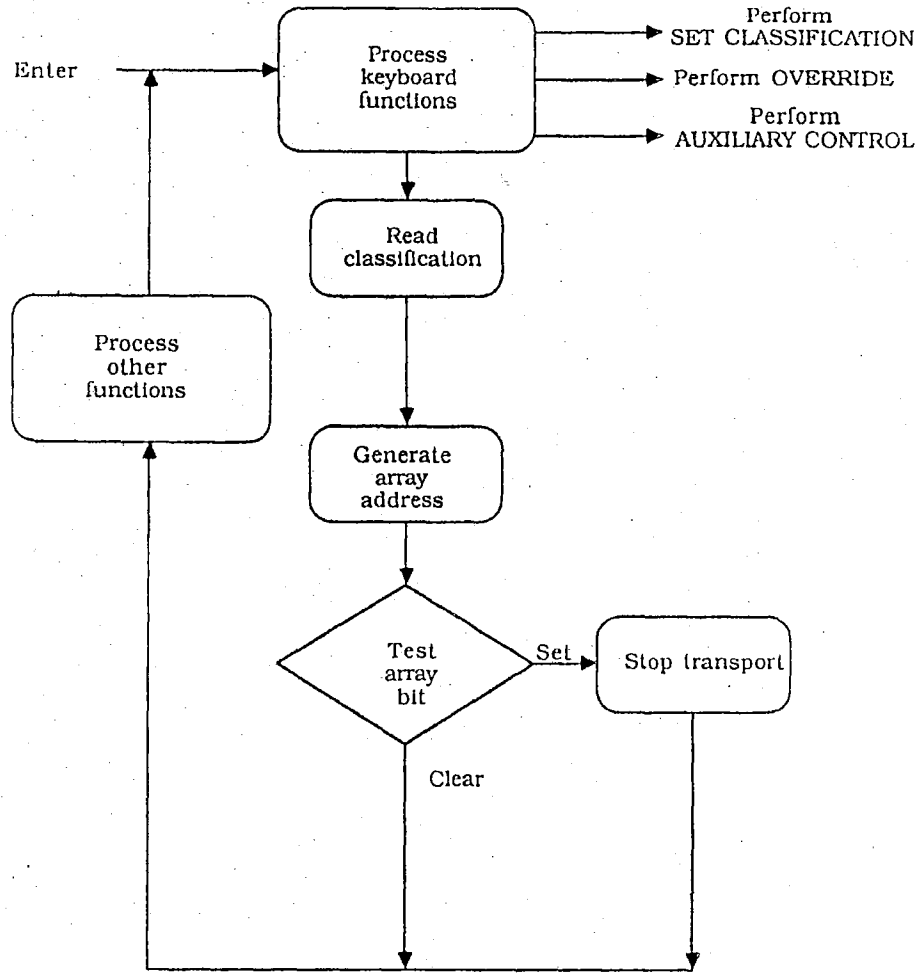 Perform
SET CLASSIFICATION
Enter
Process
keyboard
functions
Perform OVERRIDE
Perform
AUXILIARY CONTROL
Read
classification
Process
other
functions
Generate
array
address
Test
array
bit
Set
Stop transport
Clear